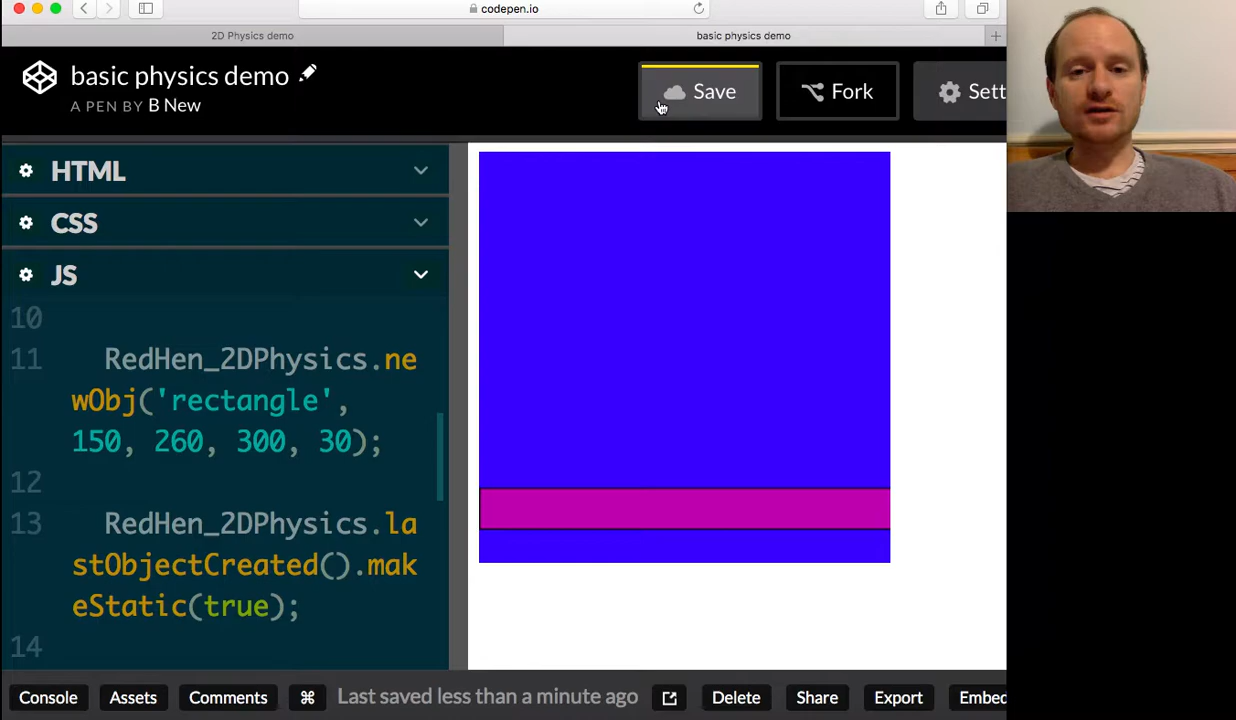 codepen.io
2D Physics demo
basic physics demo
basic physics demo
A PEN BY B New
Save
Fork
Sett
HTML
CSS
JS
10
11 RedHen_2DPhysics.ne
wObj('rectangle',
150, 260, 300, 30);
12
13 RedHen_2DPhysics.la
stObjectCreated().mak
eStatic(true);
14
Console
Assets
Comments
⌘
Last saved less than a minute ago
Delete
Share
Export
Embed